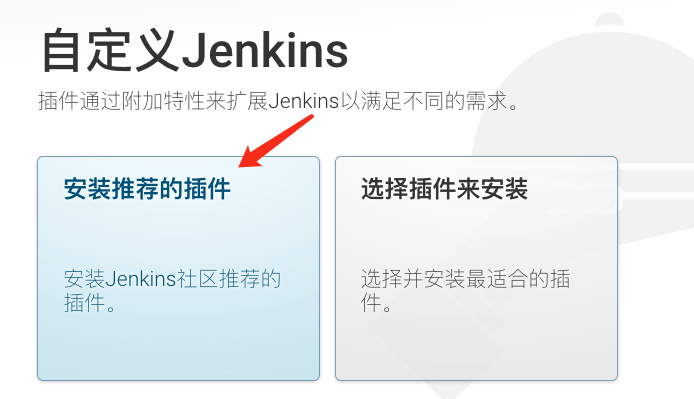 自定义Jenkins
插件通过附加特性来扩展Jenkins以满足不同的需求。
安装推荐的插件
安装Jenkins社区推荐的
插件。
选择插件来安装
选择并安装最适合的插
件。